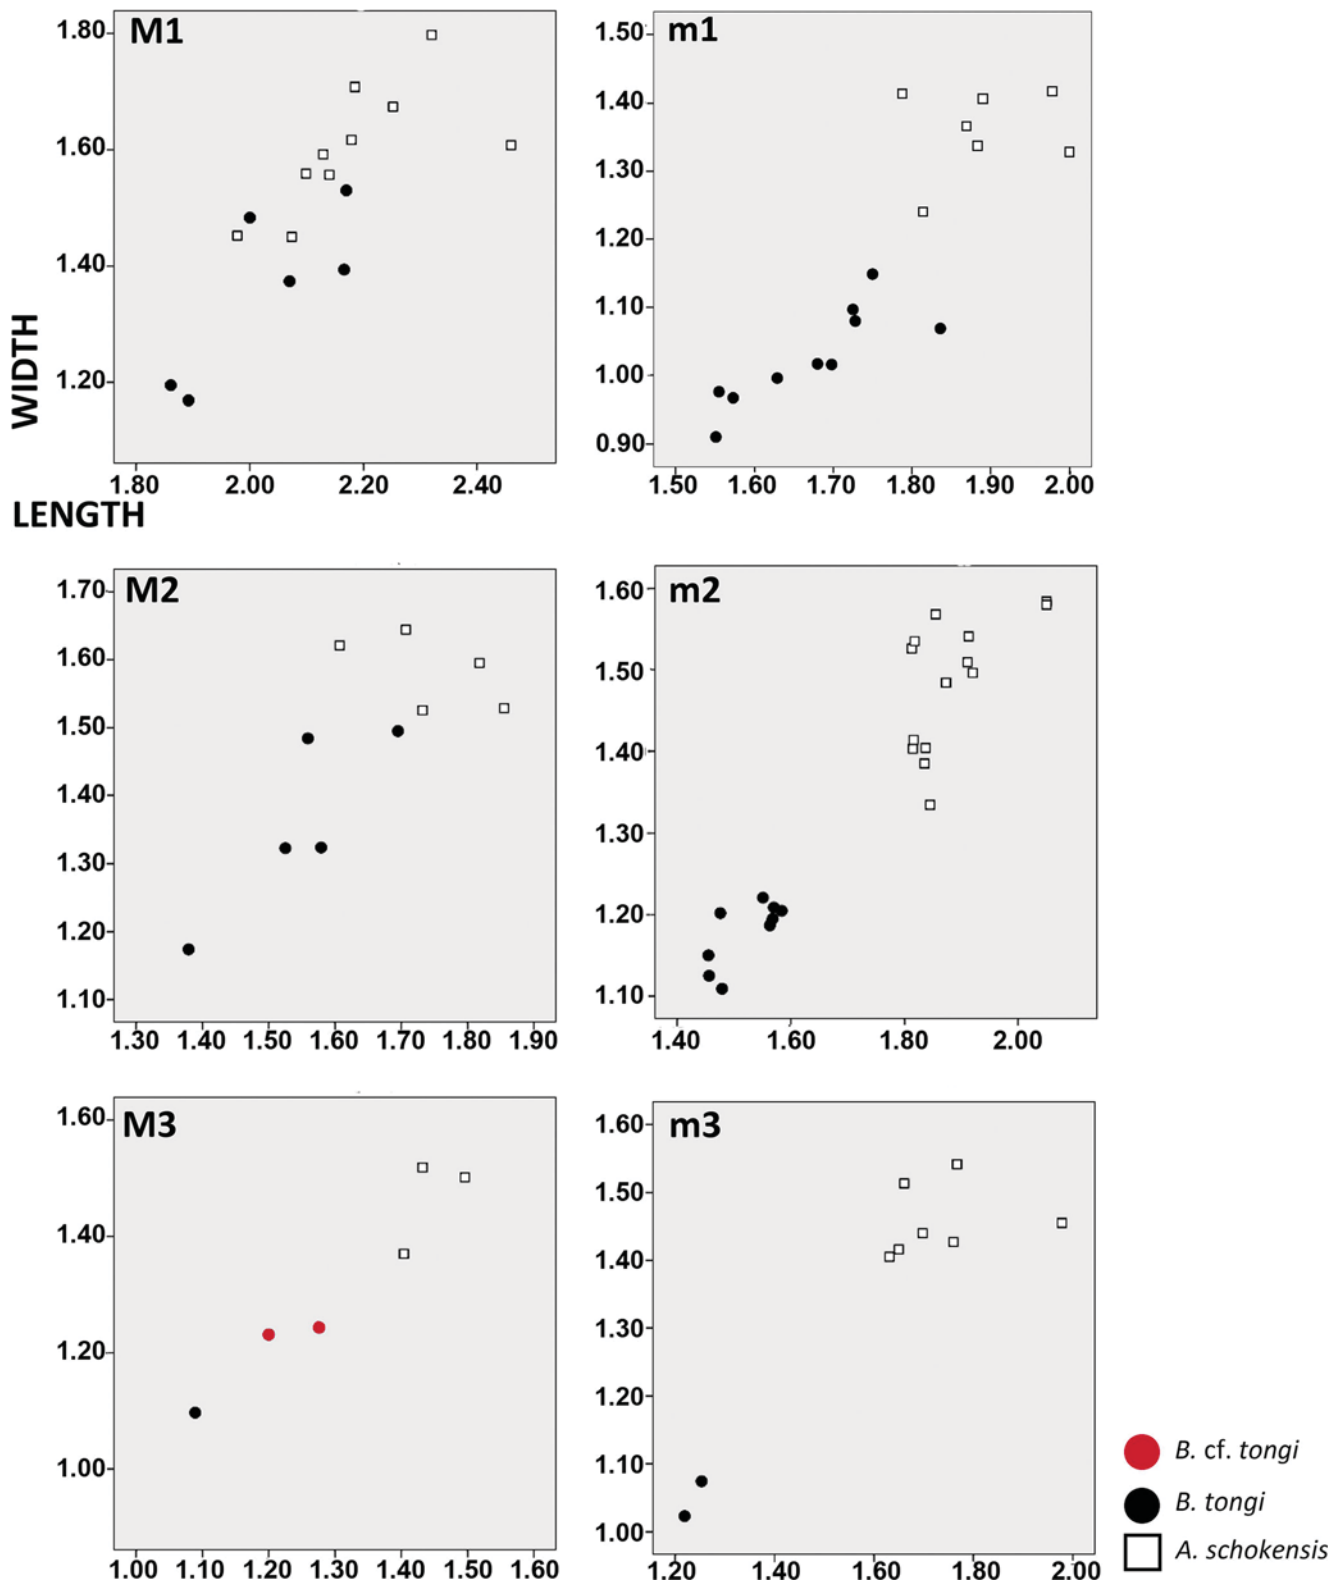 M1
1.80
1.60
1.40
1.20
1.80 2.00 2.20 2.40
WIDTH
LENGTH
m1
1.50
1.40
1.30
1.20
1.10
1.00
0.90
1.50 1.60 1.70 1.80 1.90 2.00
M2
1.70
1.60
1.50
1.40
1.30
1.20
1.10
1.30 1.40 1.50 1.60 1.70 1.80 1.90
m2
1.60
1.50
1.40
1.30
1.20
1.10
1.40 1.60 1.80 2.00
M3
1.60
1.40
1.20
1.00
1.00 1.10 1.20 1.30 1.40 1.50 1.60
m3
1.60
1.50
1.40
1.30
1.20
1.10
1.00
1.20 1.40 1.60 1.80 2.00
B. cf. tongi
B. tongi
A. schokensis